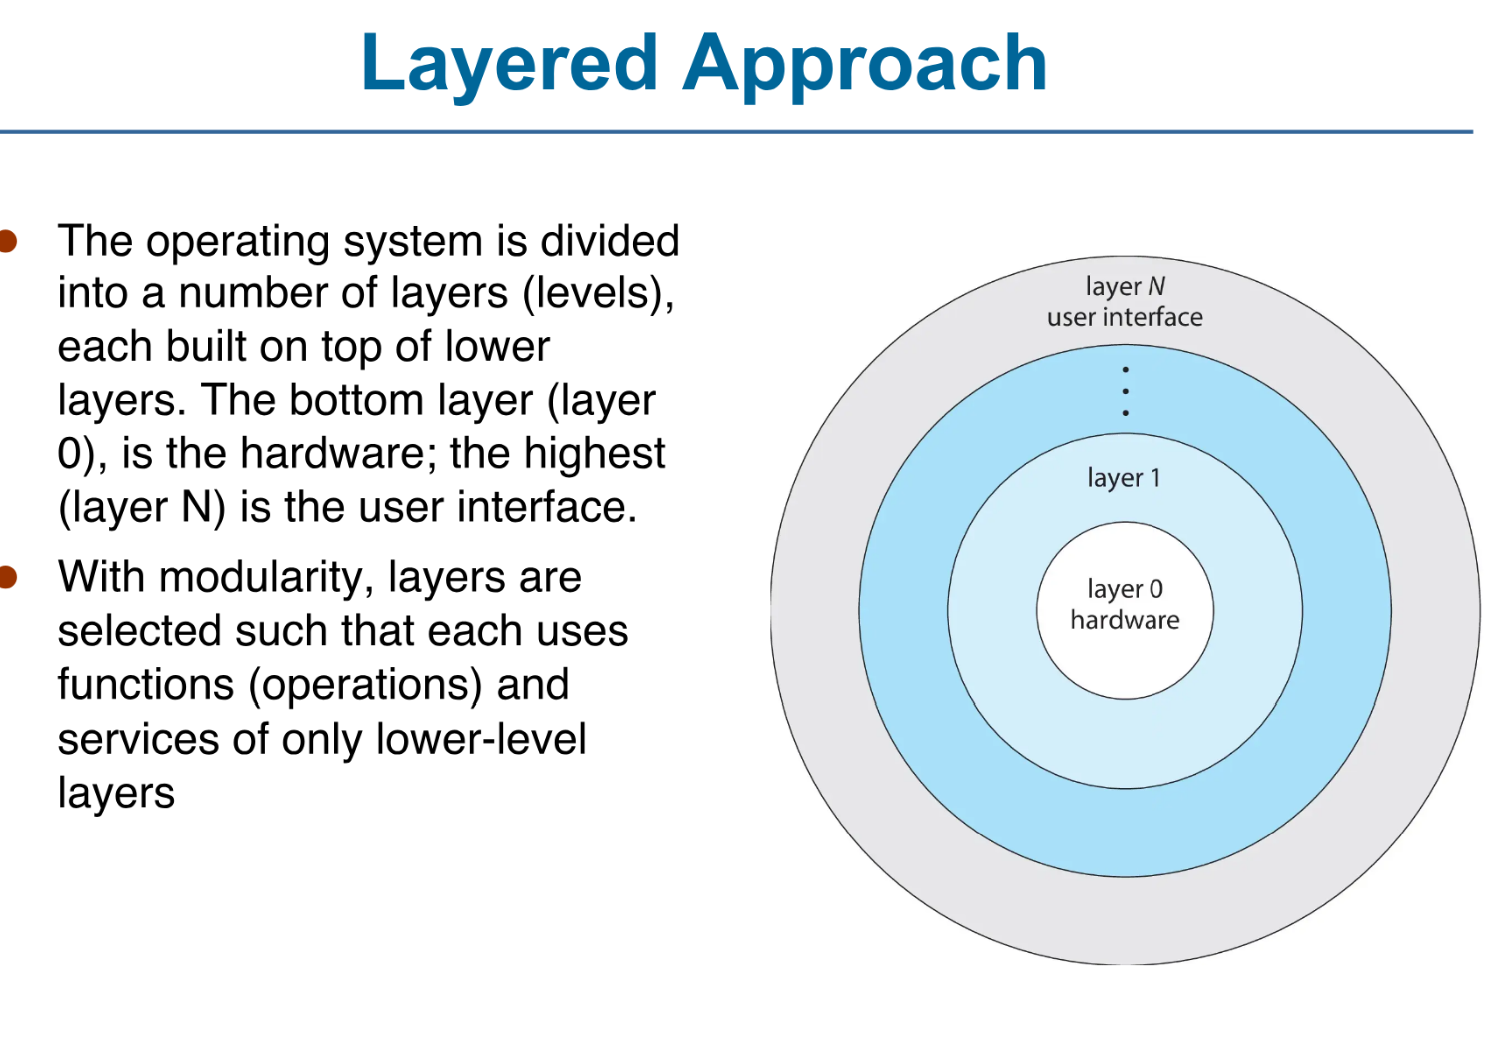 Layered Approach
The operating system is divided
into a number of layers (levels),
each built on top of lower
layers. The bottom layer (layer
0), is the hardware; the highest
(layer N) is the user interface.
With modularity, layers are
selected such that each uses
functions (operations) and
services of only lower-level
layers
layer N
user interface
layer 1
layer 0
hardware